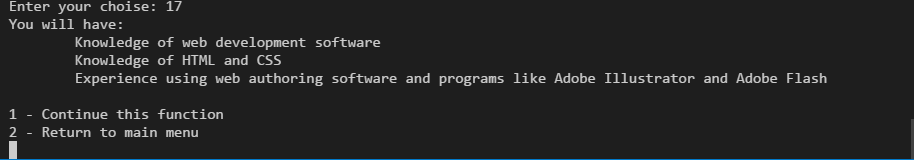 Enter your choise: 17
You will have:
Knowledge of web development software
Knowledge of HTML and CSS
Experience using web authoring software and programs like Adobe Illustrator and Adobe Flash
1 - Continue this function
2 - Return to main menu